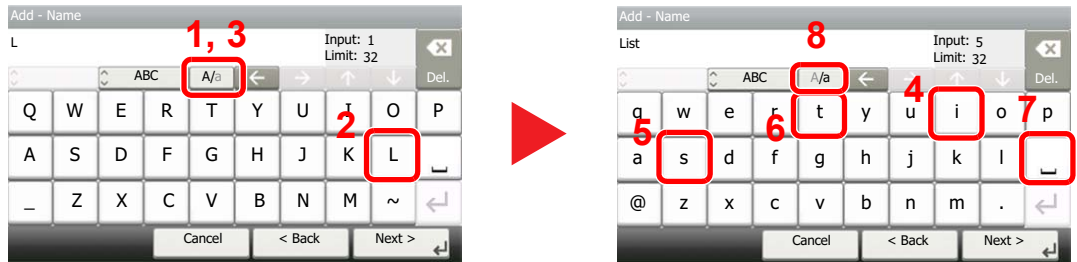 Add - Name
L
1, 3
Input: 1
Limit: 32
ABC
A/a
Del.
Q W E R T Y U I O P
2
A S D F G H J K L
_ Z X C V B N M ~
Cancel
< Back
Next >
Add - Name
List
8
Input: 5
Limit: 32
ABC
A/a
4
Del.
7
q w e r t y u i o p
5
6
a s d f g h j k l
@ z x c v b n m .
Cancel
< Back
Next >